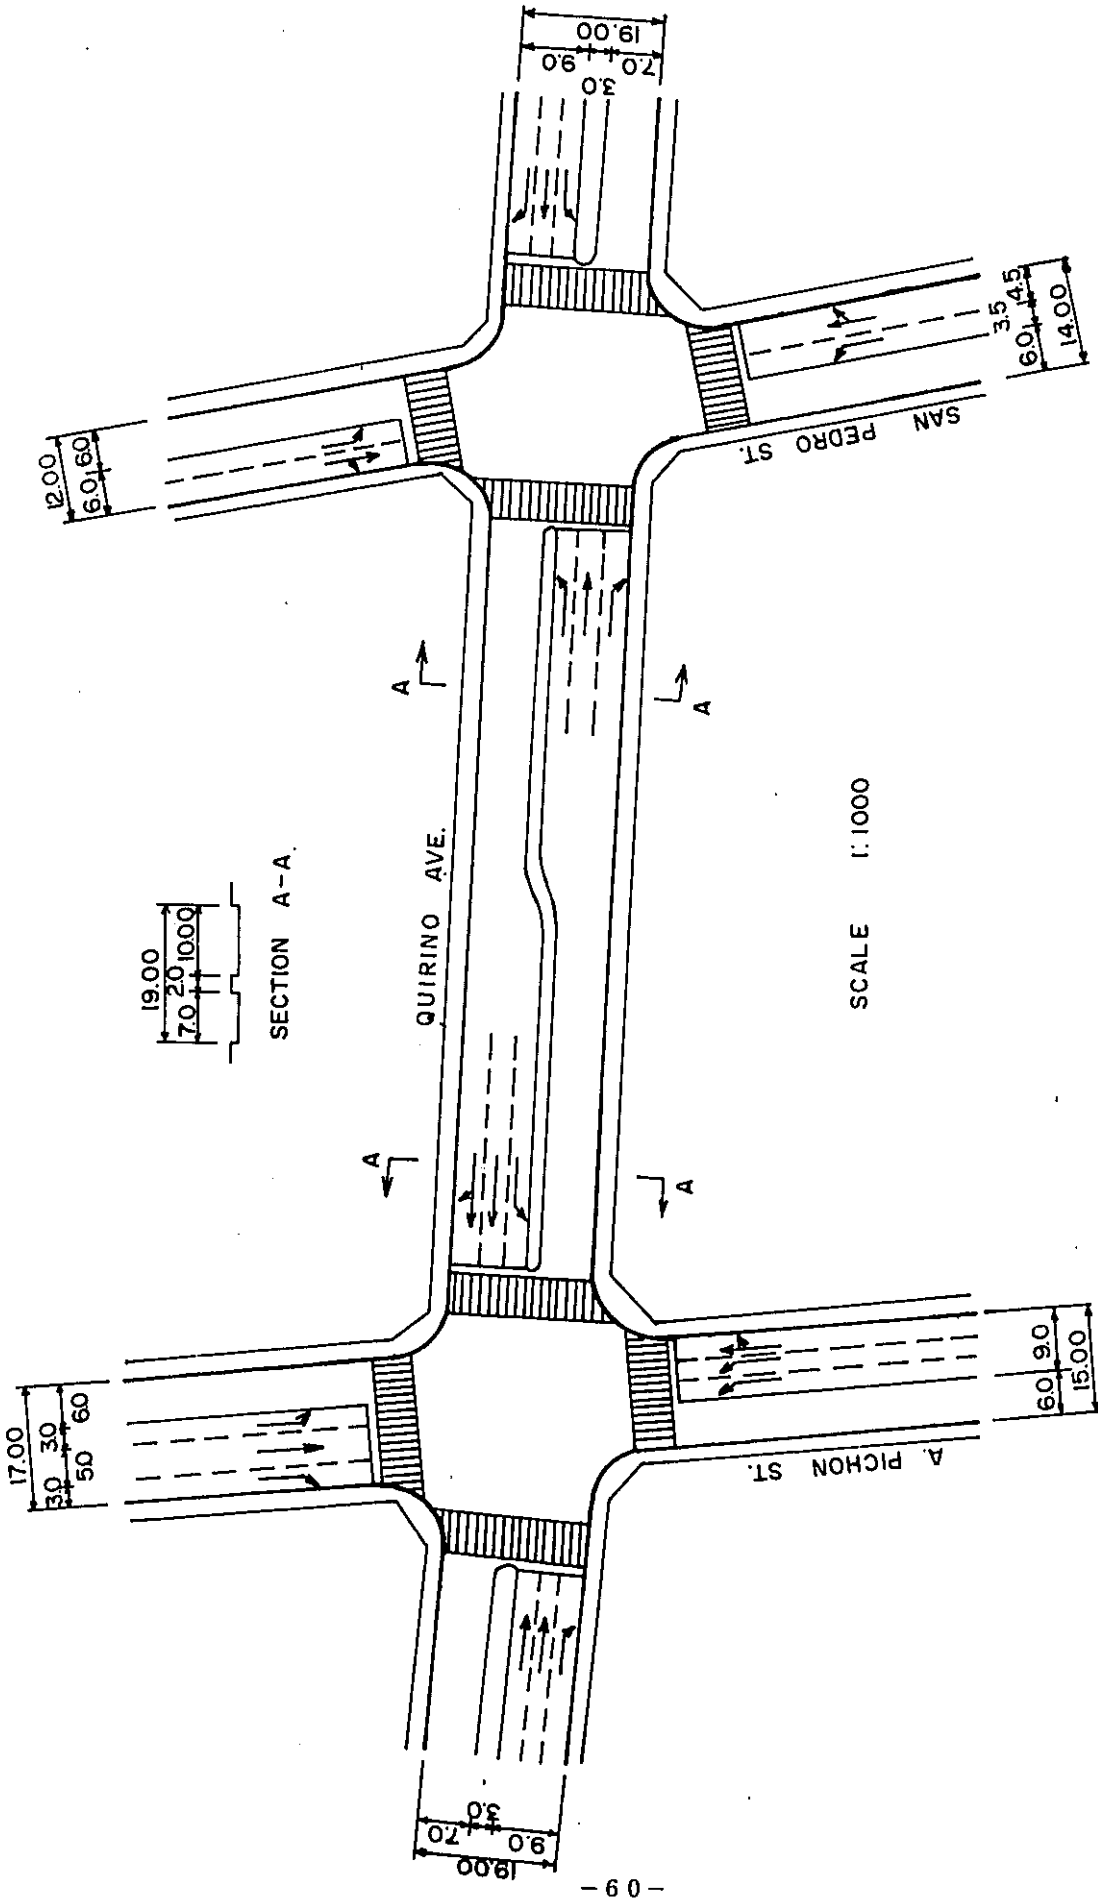 19.00
9.0
3.0
7.0
12.00
6.0 6.0
SAN PEDRO ST.
6.0 3.5 4.5
14.00
A
A
19.00
7.0 2.0 10.00
SECTION A-A
QUIRINO AVE.
SCALE 1:1000
A
A
17.00
3.0 5.0 3.0 6.0
A. PICHON ST.
6.0 9.0
15.00
7.0
3.0
9.0
19.00
-60-